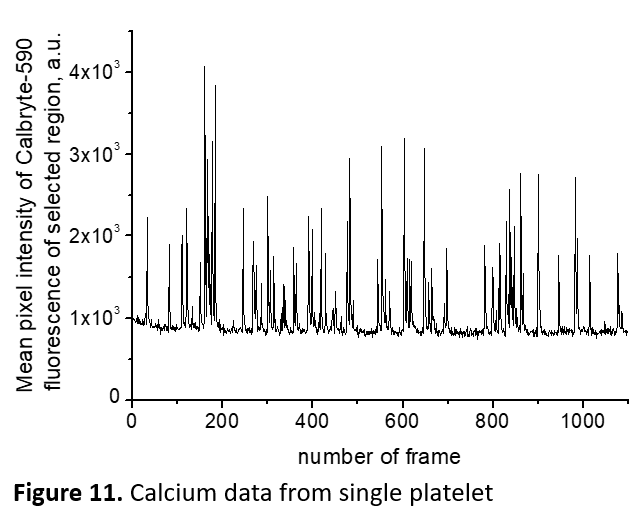 Mean pixel intensity of Calbryte-590
fluorescence of selected region, a.u.
4x10³
3x10³
2x10³
1x10³
0
0 200 400 600 800 1000
number of frame
Figure 11. Calcium data from single platelet